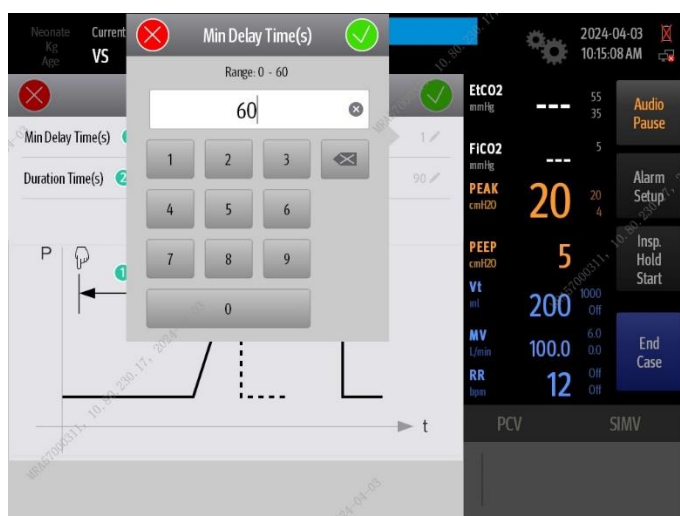 Neonate
Kg
Age
Current
VS
Min Delay Time(s)
Range: 0 - 60
60
1
2
3
4
5
6
7
8
9
0
2024-04-03
10:15:08 AM
Min Delay Time(s) 1
1
Duration Time(s) 2
90
P
1
t
EtCO2
mmHg
---
55
35
FiCO2
mmHg
---
5
PEAK
cmH2O
20
20
4
PEEP
cmH2O
5
Vt
ml
200
1000
Off
MV
L/min
100.0
6.0
0.0
RR
bpm
12
Off
Off
PCV
SIMV
Audio
Pause
Alarm
Setup
Insp.
Hold
Start
End
Case